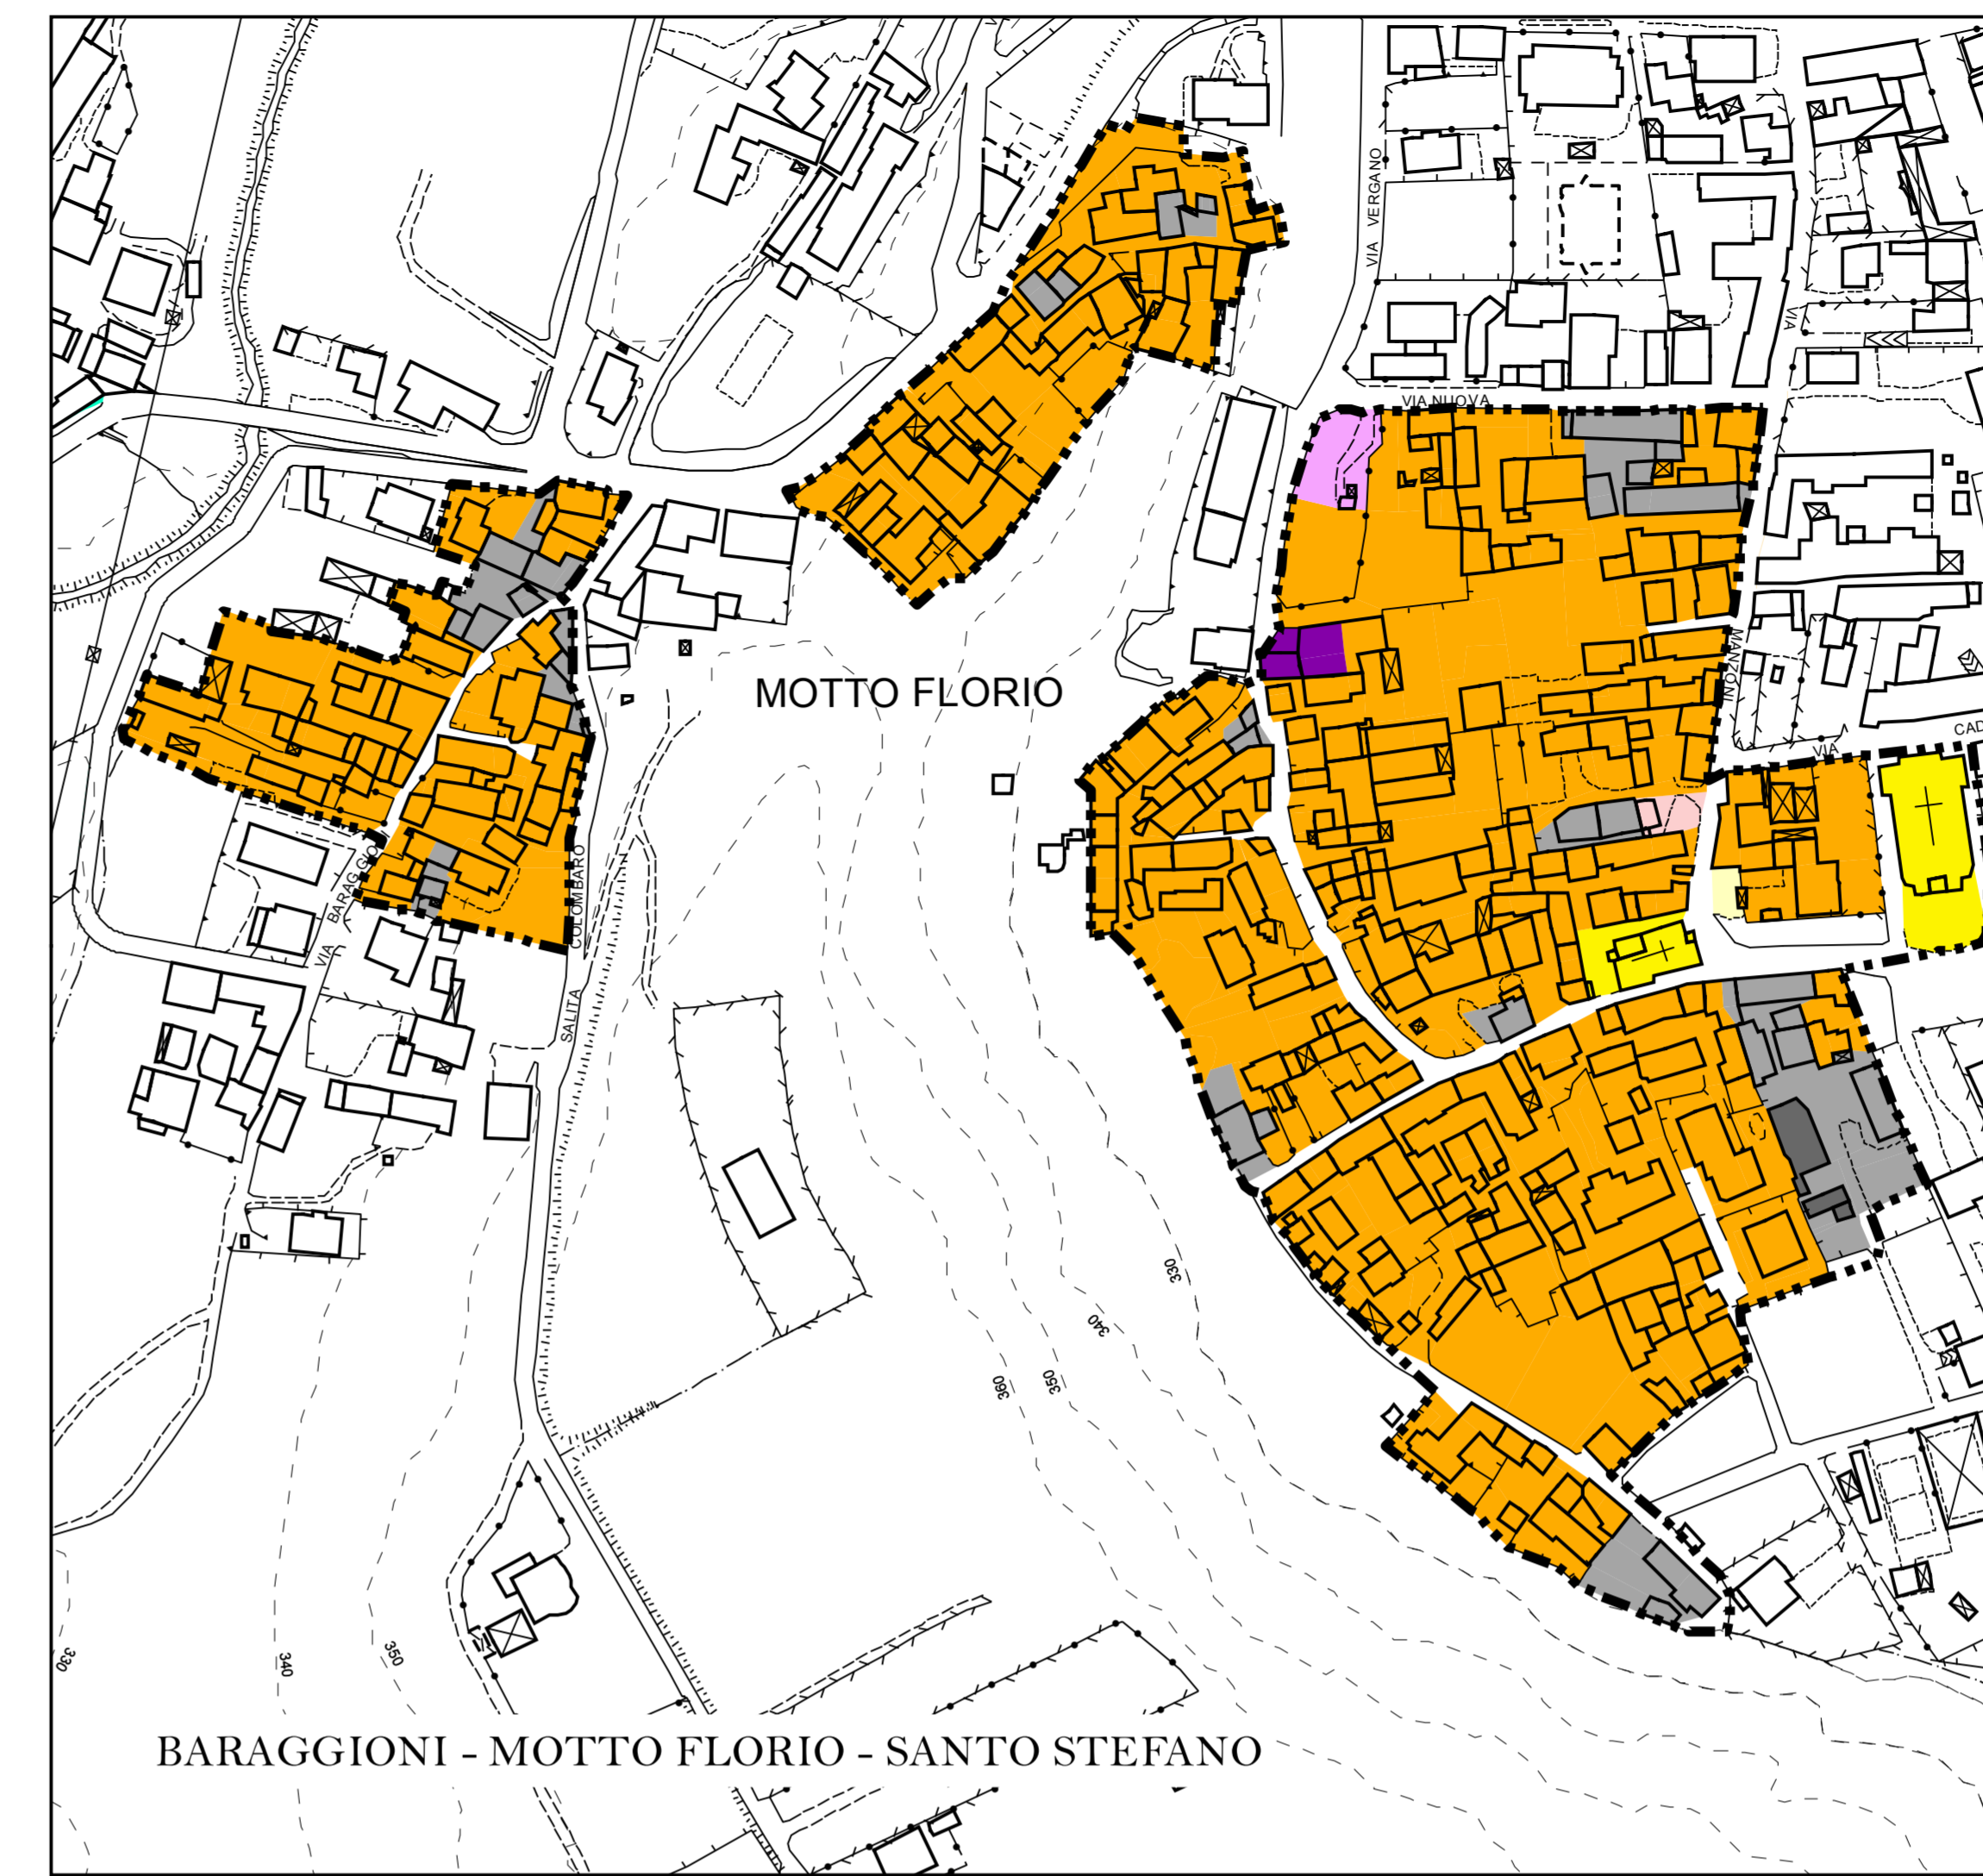 VIA VERGANO
VIA
VIA NUOVA
MANZONI
MOTTO FLORIO
CAD
VIA
VIA BARAGGIO
COLOMBARO
SALITA
330
340
350
360
330
340
350
BARAGGIONI - MOTTO FLORIO - SANTO STEFANO